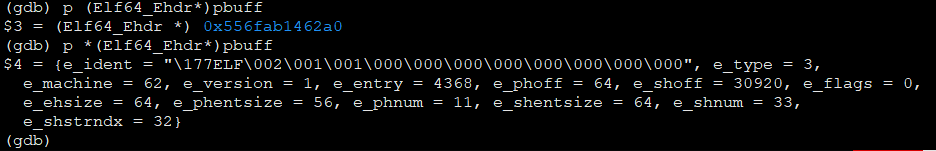 (gdb) p (Elf64_Ehdr*)pbuff
$3 = (Elf64_Ehdr *) 0x556fab1462a0
(gdb) p *(Elf64_Ehdr*)pbuff
$4 = {e_ident = "\177ELF\002\001\001\000\000\000\000\000\000\000\000", e_type = 3,
  e_machine = 62, e_version = 1, e_entry = 4368, e_phoff = 64, e_shoff = 30920, e_flags = 0,
  e_ehsize = 64, e_phentsize = 56, e_phnum = 11, e_shentsize = 64, e_shnum = 33,
  e_shstrndx = 32}
(gdb)